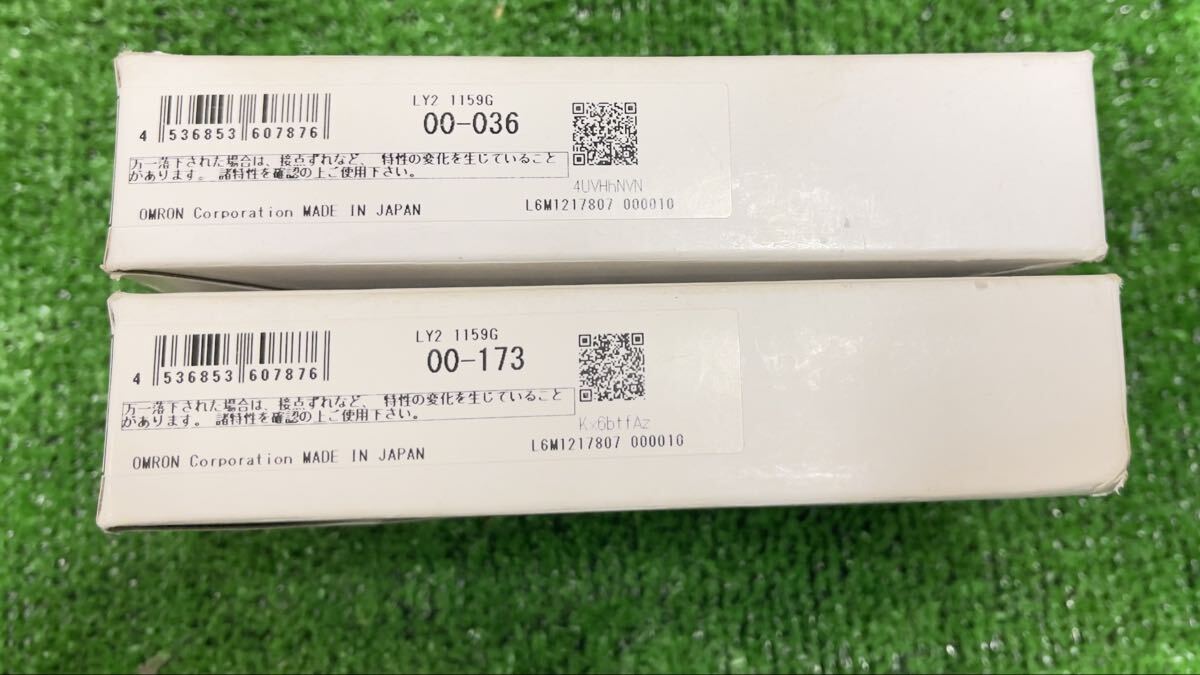 LY2 1159G
00-036
4 536853 607876
万一落下された場合は、接点ずれなど、 特性の変化を生じていること
があります。 諸特性を確認の上ご使用下さい。
4UVHhNVN
L6M1217807 000010
OMRON Corporation MADE IN JAPAN
LY2 1159G
00-173
4 536853 607876
万一落下された場合は、接点ずれなど、 特性の変化を生じていること
があります。 諸特性を確認の上ご使用下さい。
Kx6btfAz
L6M1217807 000010
OMRON Corporation MADE IN JAPAN